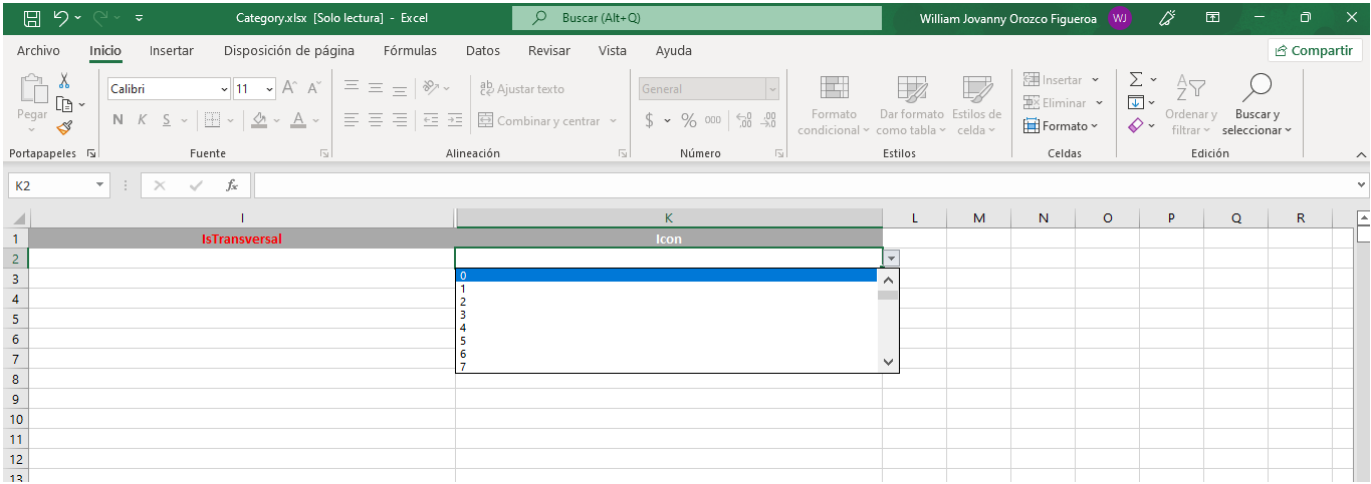 Category.xlsx [Solo lectura] - Excel
Buscar (Alt+Q)
William Jovanny Orozco Figueroa WJ
Archivo Inicio Insertar Disposición de página Fórmulas Datos Revisar Vista Ayuda Compartir
Pegar
Calibri 11
N K S
Ajustar texto
Combinar y centrar
General
$ % 000
Formato condicional
Dar formato como tabla
Estilos de celda
Insertar
Eliminar
Formato
Ordenar y filtrar
Buscar y seleccionar
Portapapeles Fuente Alineación Número Estilos Celdas Edición
K2 fx
I K L M N O P Q R
1 IsTransversal Icon
2
3
4
5
6
7
8
9
10
11
12
13
0
1
2
3
4
5
6
7